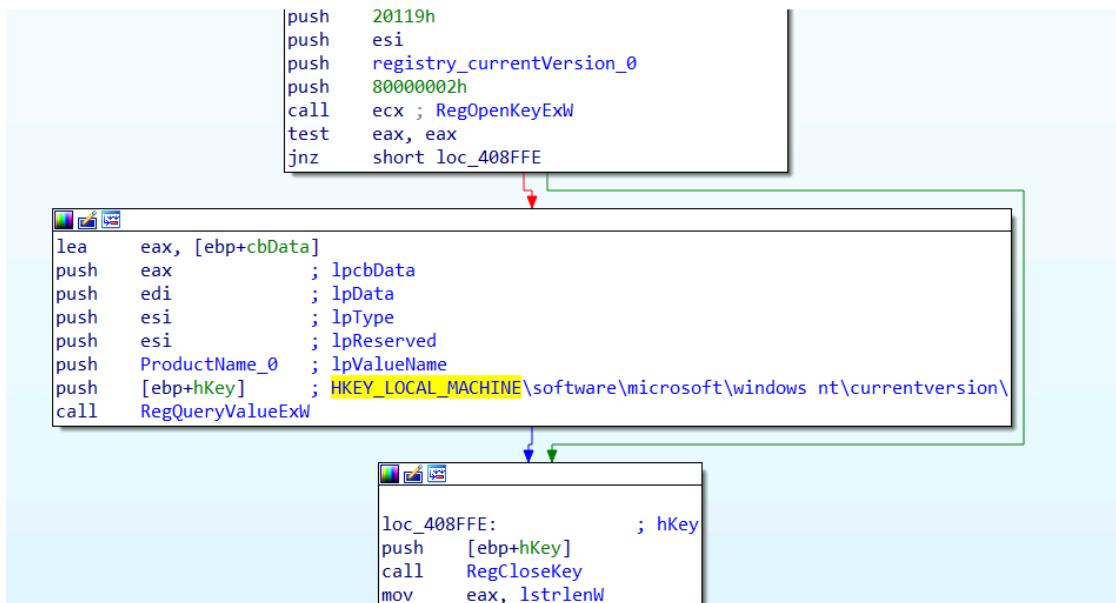 push 20119h
push esi
push registry_currentVersion_0
push 80000002h
call ecx ; RegOpenKeyExW
test eax, eax
jnz short loc_408FFE
lea eax, [ebp+cbData]
push eax ; lpcbData
push edi ; lpData
push esi ; lpType
push esi ; lpReserved
push ProductName_0 ; lpValueName
push [ebp+hKey] ; HKEY_LOCAL_MACHINE\software\microsoft\windows nt\currentversion\
call RegQueryValueExW
loc_408FFE: ; hKey
push [ebp+hKey]
call RegCloseKey
mov eax, lstrlenW